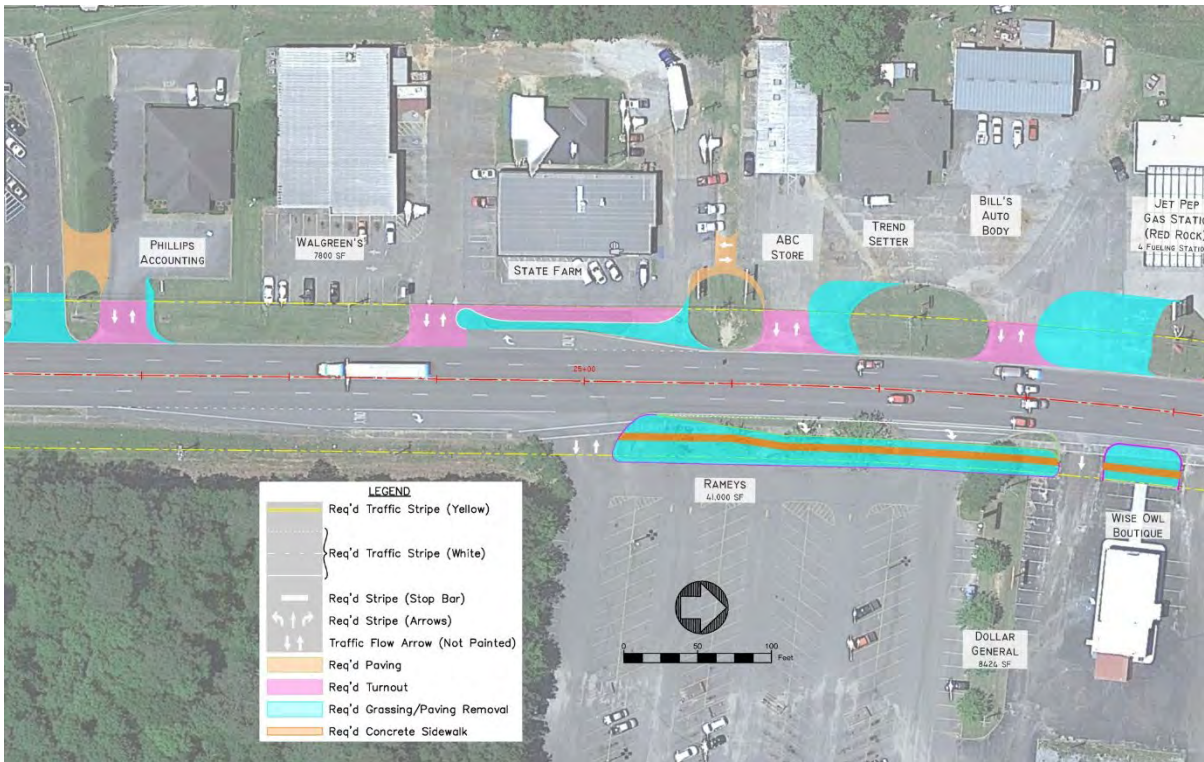 PHILLIPS
ACCOUNTING
WALGREEN'S
7800 SF
STATE FARM
ABC
STORE
TREND
SETTER
BILL'S
AUTO
BODY
JET PEP
GAS STATI
(RED ROCK)
4 FUELING STATIO
25+00
RAMEYS
41,000 SF
WISE OWL
BOUTIQUE
DOLLAR
GENERAL
8424 SF
LEGEND
Req'd Traffic Stripe (Yellow)
Req'd Traffic Stripe (White)
Req'd Stripe (Stop Bar)
Req'd Stripe (Arrows)
Traffic Flow Arrow (Not Painted)
Req'd Paving
Req'd Turnout
Req'd Grassing/Paving Removal
Req'd Concrete Sidewalk
0 50 100
Feet